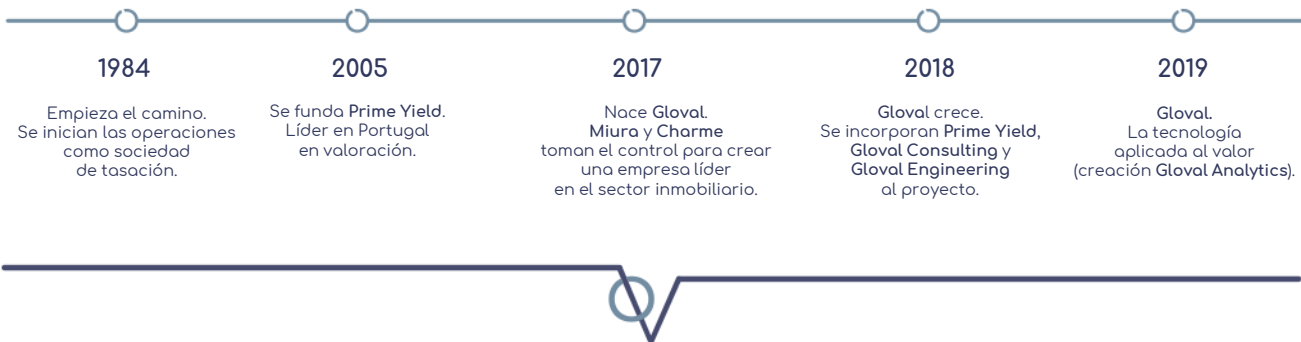 1984
Empieza el camino.
Se inician las operaciones
como sociedad
de tasación.
2005
Se funda Prime Yield.
Líder en Portugal
en valoración.
2017
Nace Gloval.
Miura y Charme
toman el control para crear
una empresa líder
en el sector inmobiliario.
2018
Gloval crece.
Se incorporan Prime Yield,
Gloval Consulting y
Gloval Engineering
al proyecto.
2019
Gloval.
La tecnología
aplicada al valor
(creación Gloval Analytics).